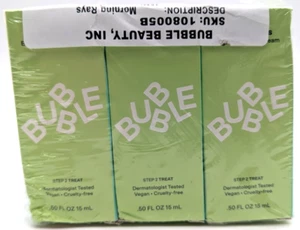 BUBBLE BEAUTY, INC
SKU: 108005B
DESCRIPTION:
Morning Rays
BUBBLE
STEP 2 TREAT
Dermatologist Tested
Vegan • Cruelty-free
.50 FL OZ 15 mL
BUBBLE
STEP 2 TREAT
Dermatologist Tested
Vegan • Cruelty-free
.50 FL OZ 15 mL
BUBBLE
STEP 2 TREAT
Dermatologist Tested
Vegan • Cruelty-free
.50 FL OZ 15 mL